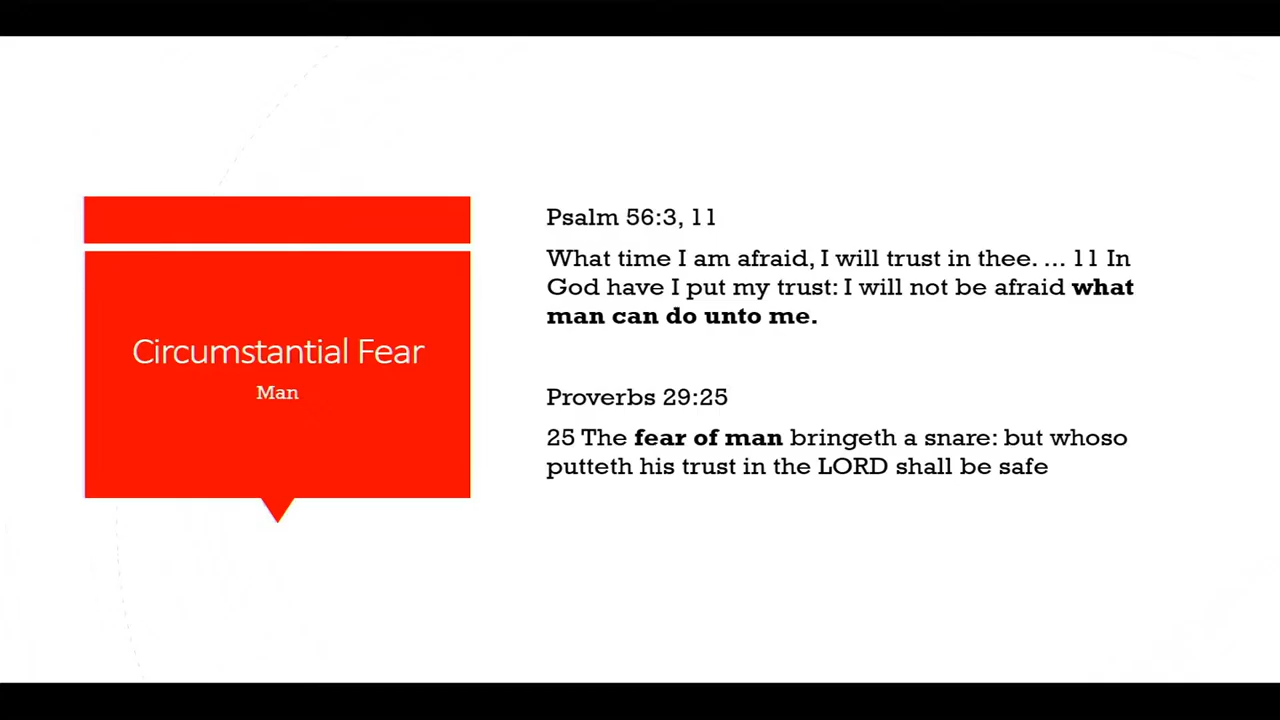 Circumstantial Fear
Man
Psalm 56:3, 11
What time I am afraid, I will trust in thee. ... 11 In
God have I put my trust: I will not be afraid what
man can do unto me.
Proverbs 29:25
25 The fear of man bringeth a snare: but whoso
putteth his trust in the LORD shall be safe